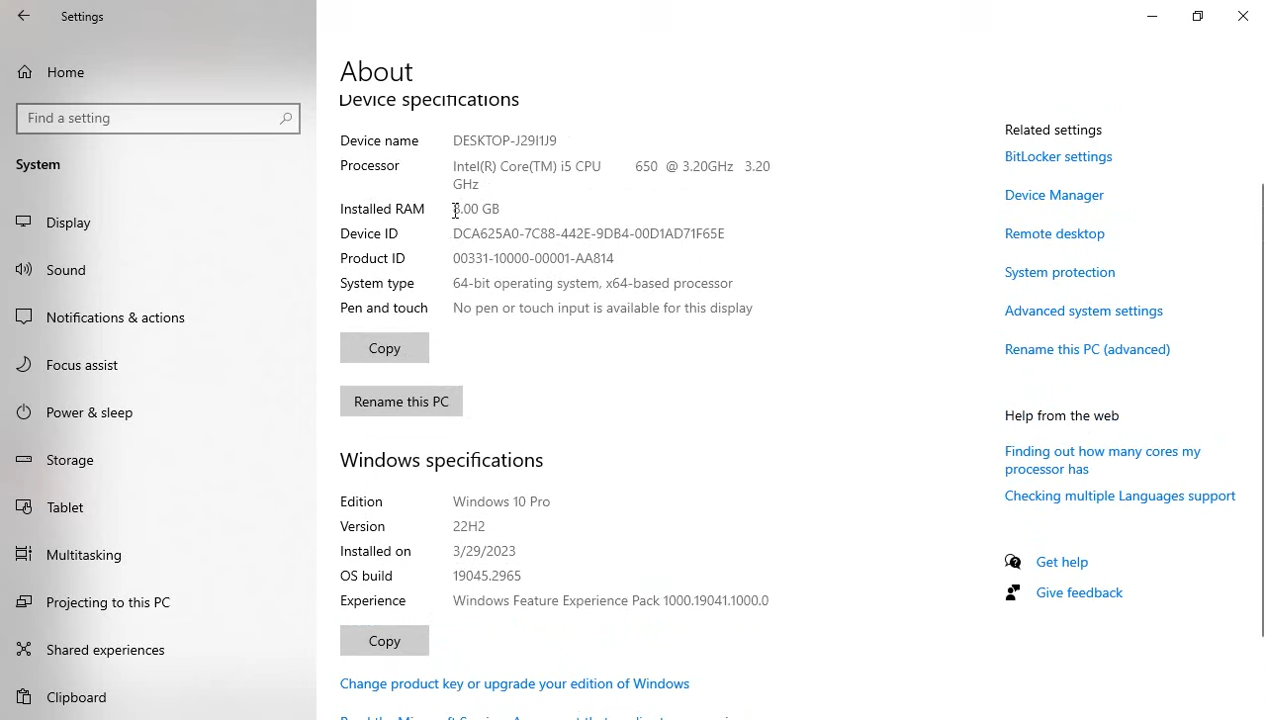 Settings
Home
Find a setting
System
Display
Sound
Notifications & actions
Focus assist
Power & sleep
Storage
Tablet
Multitasking
Projecting to this PC
Shared experiences
Clipboard
About
Device specifications
Device name DESKTOP-J29I1J9
Processor Intel(R) Core(TM) i5 CPU 650 @ 3.20GHz 3.20
GHz
Installed RAM 8.00 GB
Device ID DCA625A0-7C88-442E-9DB4-00D1AD71F65E
Product ID 00331-10000-00001-AA814
System type 64-bit operating system, x64-based processor
Pen and touch No pen or touch input is available for this display
Copy
Rename this PC
Windows specifications
Edition Windows 10 Pro
Version 22H2
Installed on 3/29/2023
OS build 19045.2965
Experience Windows Feature Experience Pack 1000.19041.1000.0
Copy
Change product key or upgrade your edition of Windows
Related settings
BitLocker settings
Device Manager
Remote desktop
System protection
Advanced system settings
Rename this PC (advanced)
Help from the web
Finding out how many cores my
processor has
Checking multiple Languages support
Get help
Give feedback